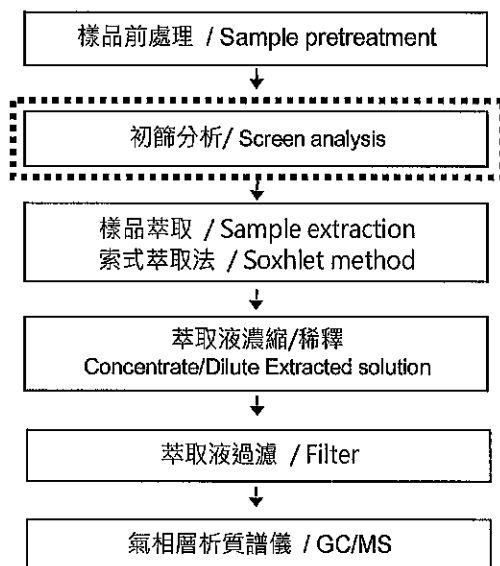 樣品前處理 / Sample pretreatment
初篩分析/ Screen analysis
樣品萃取 / Sample extraction
索式萃取法 / Soxhlet method
萃取液濃縮/稀釋
Concentrate/Dilute Extracted solution
萃取液過濾 / Filter
氣相層析質譜儀 / GC/MS